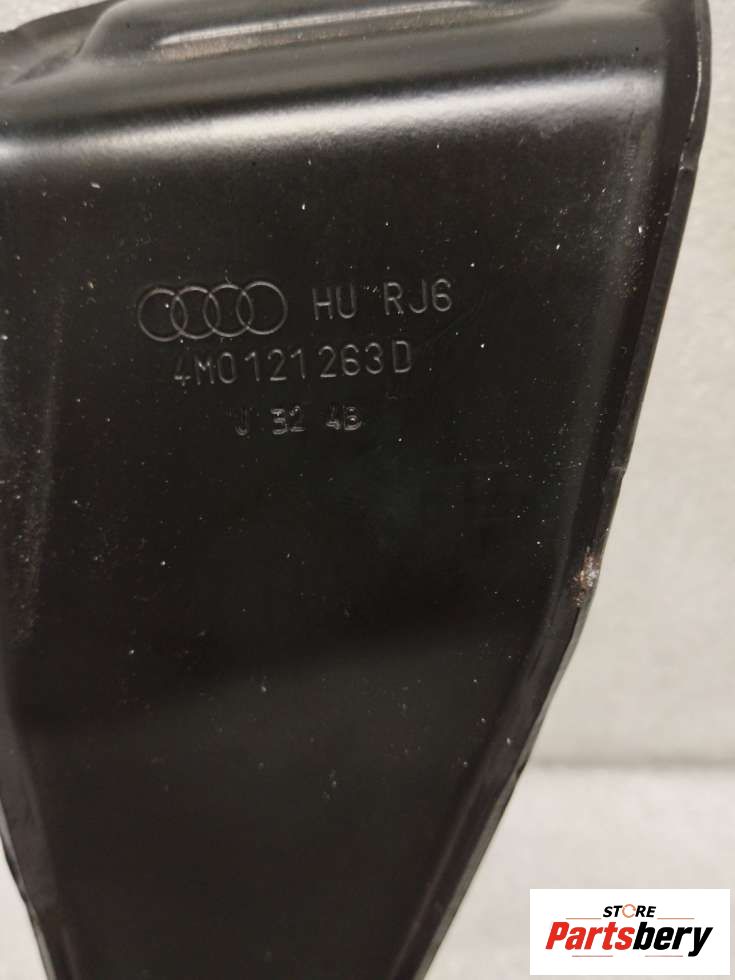 HU RJ6
4M0121263D
J 32 4B
STORE
Partsbery